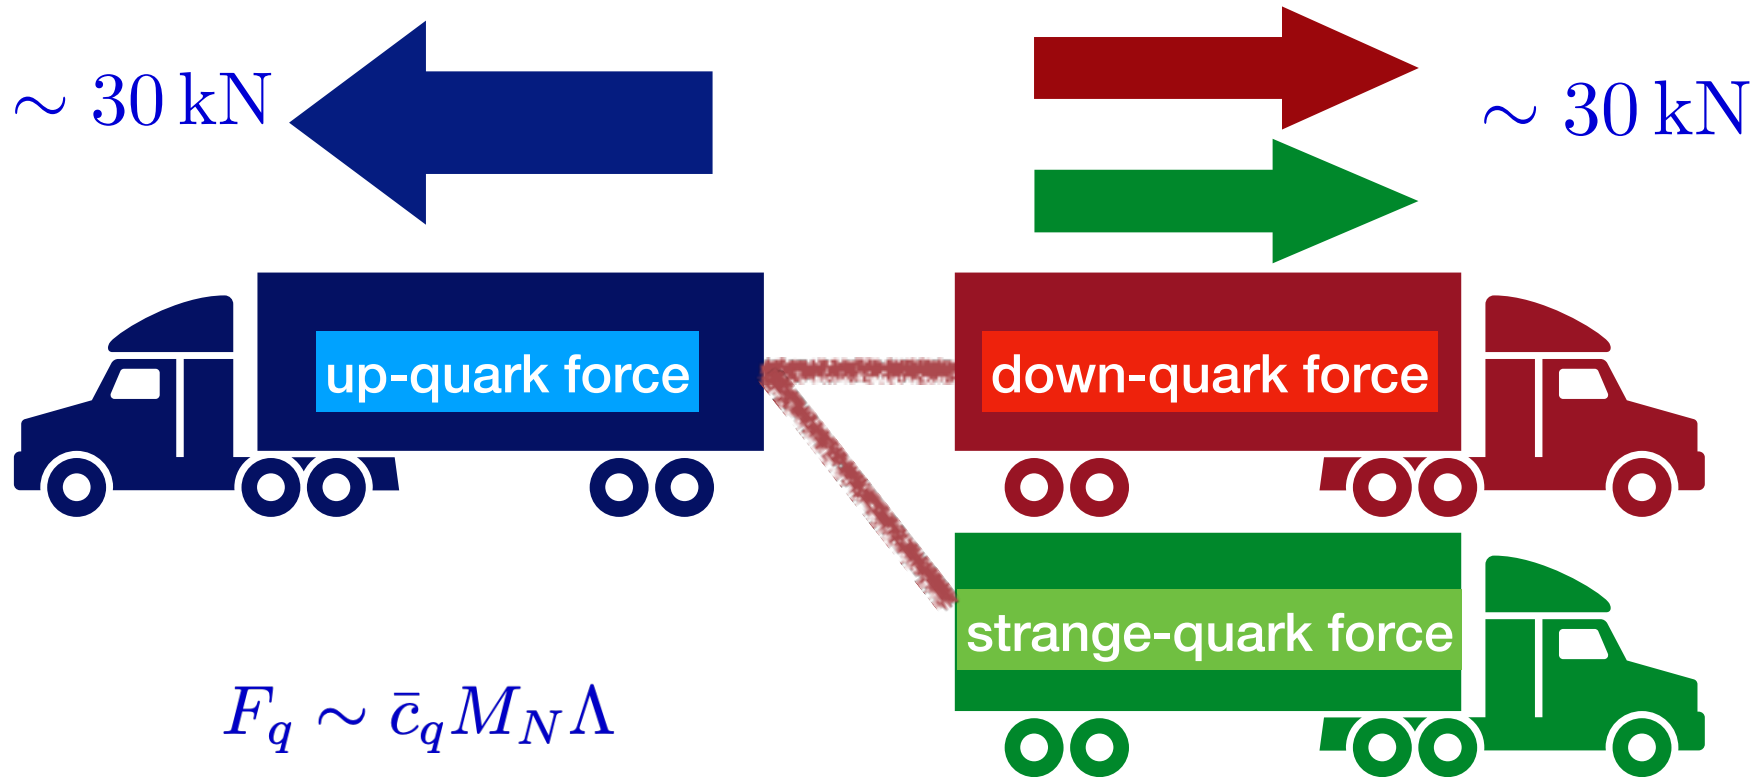 ∼ 30 kN
∼ 30 kN
up-quark force
down-quark force
strange-quark force
F_q ∼ c̄_q M_N Λ